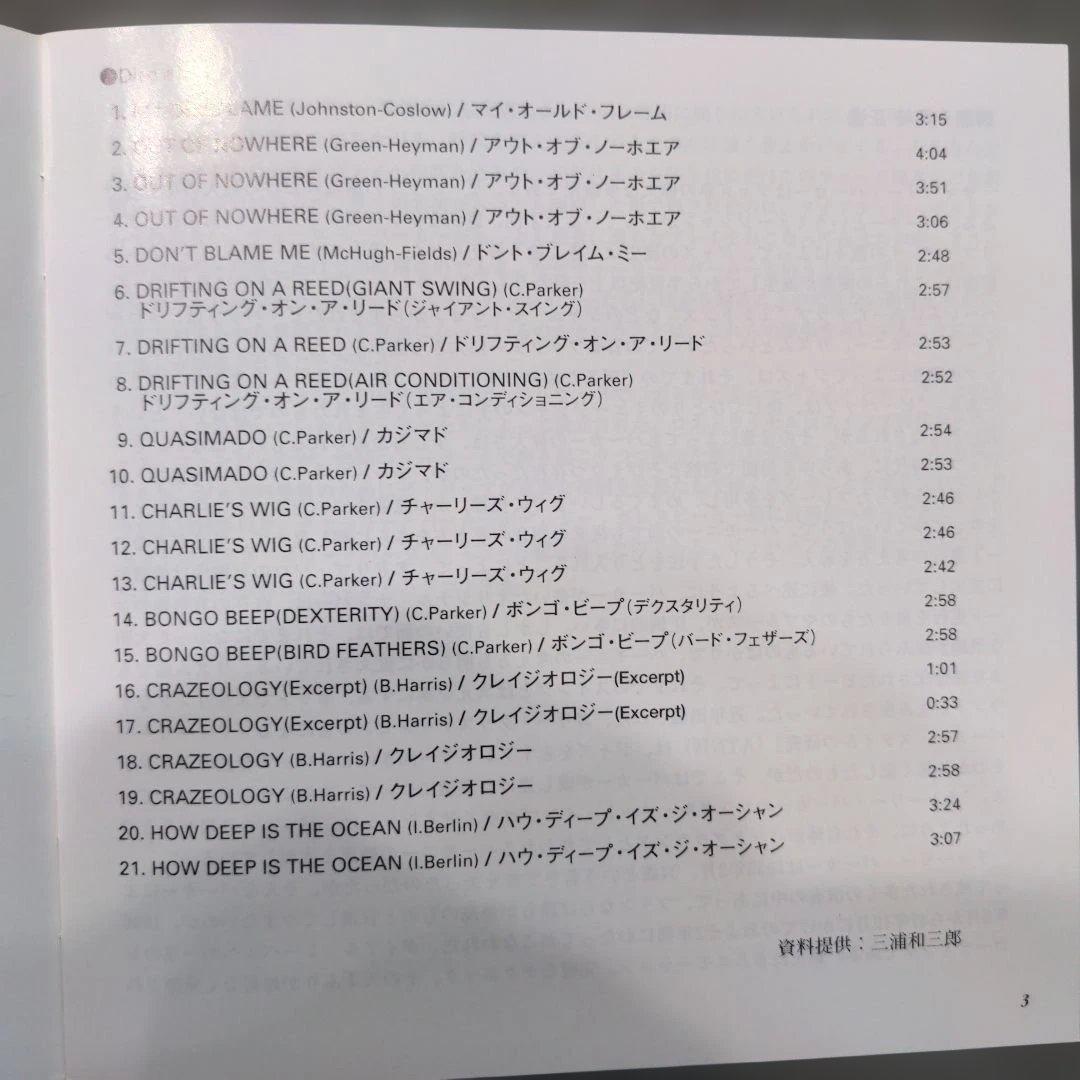 1. LAME (Johnston-Coslow) / マイ・オールド・フレーム 3:15
2. OUT OF NOWHERE (Green-Heyman) / アウト・オブ・ノーホエア 4:04
3. OUT OF NOWHERE (Green-Heyman) / アウト・オブ・ノーホエア 3:51
4. OUT OF NOWHERE (Green-Heyman) / アウト・オブ・ノーホエア 3:06
5. DON'T BLAME ME (McHugh-Fields) / ドント・ブレイム・ミー 2:48
6. DRIFTING ON A REED(GIANT SWING) (C.Parker) 2:57
ドリフティング・オン・ア・リード(ジャイアント・スイング)
7. DRIFTING ON A REED (C.Parker) / ドリフティング・オン・ア・リード 2:53
8. DRIFTING ON A REED(AIR CONDITIONING) (C.Parker) 2:52
ドリフティング・オン・ア・リード(エア・コンディショニング)
9. QUASIMADO (C.Parker) / カジマド 2:54
10. QUASIMADO (C.Parker) / カジマド 2:53
11. CHARLIE'S WIG (C.Parker) / チャーリーズ・ウィグ 2:46
12. CHARLIE'S WIG (C.Parker) / チャーリーズ・ウィグ 2:46
13. CHARLIE'S WIG (C.Parker) / チャーリーズ・ウィグ 2:42
14. BONGO BEEP(DEXTERITY) (C.Parker) / ボンゴ・ビープ(デクスタリティ) 2:58
15. BONGO BEEP(BIRD FEATHERS) (C.Parker) / ボンゴ・ビープ(バード・フェザーズ) 2:58
16. CRAZEOLOGY(Excerpt) (B.Harris) / クレイジオロジー(Excerpt) 1:01
17. CRAZEOLOGY(Excerpt) (B.Harris) / クレイジオロジー(Excerpt) 0:33
18. CRAZEOLOGY (B.Harris) / クレイジオロジー 2:57
19. CRAZEOLOGY (B.Harris) / クレイジオロジー 2:58
20. HOW DEEP IS THE OCEAN (I.Berlin) / ハウ・ディープ・イズ・ジ・オーシャン 3:24
21. HOW DEEP IS THE OCEAN (I.Berlin) / ハウ・ディープ・イズ・ジ・オーシャン 3:07
資料提供：三浦和三郎
3